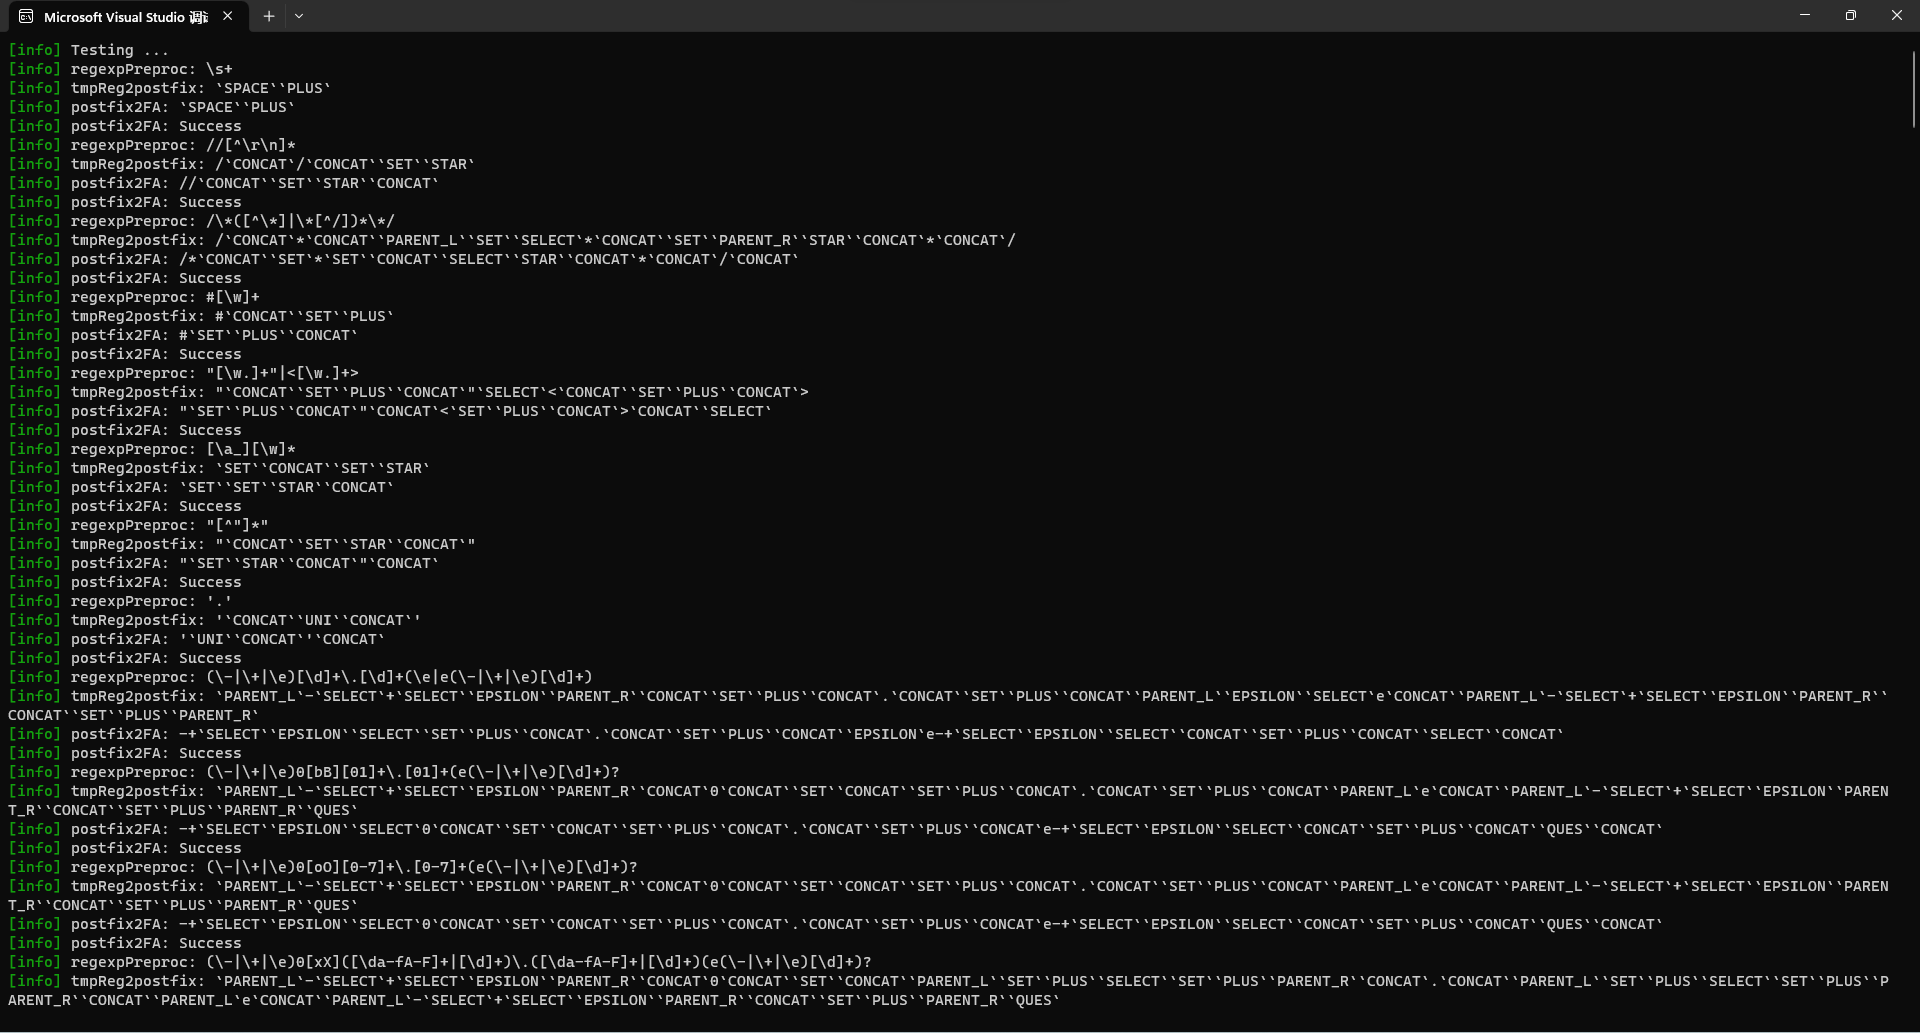 Microsoft Visual Studio 调试
[info] Testing ...
[info] regexpPreproc: \s+
[info] tmpReg2postfix: `SPACE``PLUS`
[info] postfix2FA: `SPACE``PLUS`
[info] postfix2FA: Success
[info] regexpPreproc: //[^\r\n]*
[info] tmpReg2postfix: /`CONCAT`/`CONCAT``SET``STAR`
[info] postfix2FA: //`CONCAT``SET``STAR``CONCAT`
[info] postfix2FA: Success
[info] regexpPreproc: /\*([^\*]|\*[^/])*\*/
[info] tmpReg2postfix: /`CONCAT`*`CONCAT``PARENT_L``SET``SELECT`*`CONCAT``SET``PARENT_R``STAR``CONCAT`*`CONCAT`/
[info] postfix2FA: /*`CONCAT``SET`*`SET``CONCAT``SELECT``STAR``CONCAT`*`CONCAT`/`CONCAT`
[info] postfix2FA: Success
[info] regexpPreproc: #[\w]+
[info] tmpReg2postfix: #`CONCAT``SET``PLUS`
[info] postfix2FA: #`SET``PLUS``CONCAT`
[info] postfix2FA: Success
[info] regexpPreproc: "[\w.]+"|<[\w.]+>
[info] tmpReg2postfix: "`CONCAT``SET``PLUS``CONCAT`"`SELECT`<`CONCAT``SET``PLUS``CONCAT`>
[info] postfix2FA: "`SET``PLUS``CONCAT`"`CONCAT`<`SET``PLUS``CONCAT`>`CONCAT``SELECT`
[info] postfix2FA: Success
[info] regexpPreproc: [\a_][\w]*
[info] tmpReg2postfix: `SET``CONCAT``SET``STAR`
[info] postfix2FA: `SET``SET``STAR``CONCAT`
[info] postfix2FA: Success
[info] regexpPreproc: "[^"]*"
[info] tmpReg2postfix: "`CONCAT``SET``STAR``CONCAT`"
[info] postfix2FA: "`SET``STAR``CONCAT`"`CONCAT`
[info] postfix2FA: Success
[info] regexpPreproc: '.'
[info] tmpReg2postfix: '`CONCAT``UNI``CONCAT`'
[info] postfix2FA: '`UNI``CONCAT`'`CONCAT`
[info] postfix2FA: Success
[info] regexpPreproc: (\-|\+|\e)[\d]+\.[\d]+(\e|e(\-|\+|\e)[\d]+)
[info] tmpReg2postfix: `PARENT_L`-`SELECT`+`SELECT``EPSILON``PARENT_R``CONCAT``SET``PLUS``CONCAT`.`CONCAT``SET``PLUS``CONCAT``PARENT_L``EPSILON``SELECT`e`CONCAT``PARENT_L`-`SELECT`+`SELECT``EPSILON``PARENT_R``
CONCAT``SET``PLUS``PARENT_R`
[info] postfix2FA: -+`SELECT``EPSILON``SELECT``SET``PLUS``CONCAT`.`CONCAT``SET``PLUS``CONCAT``EPSILON`e-+`SELECT``EPSILON``SELECT``CONCAT``SET``PLUS``CONCAT``SELECT``CONCAT`
[info] postfix2FA: Success
[info] regexpPreproc: (\-|\+|\e)0[bB][01]+\.[01]+(e(\-|\+|\e)[\d]+)?
[info] tmpReg2postfix: `PARENT_L`-`SELECT`+`SELECT``EPSILON``PARENT_R``CONCAT`0`CONCAT``SET``CONCAT``SET``PLUS``CONCAT`.`CONCAT``SET``PLUS``CONCAT``PARENT_L`e`CONCAT``PARENT_L`-`SELECT`+`SELECT``EPSILON``PAREN
T_R``CONCAT``SET``PLUS``PARENT_R``QUES`
[info] postfix2FA: -+`SELECT``EPSILON``SELECT`0`CONCAT``SET``CONCAT``SET``PLUS``CONCAT`.`CONCAT``SET``PLUS``CONCAT`e-+`SELECT``EPSILON``SELECT``CONCAT``SET``PLUS``CONCAT``QUES``CONCAT`
[info] postfix2FA: Success
[info] regexpPreproc: (\-|\+|\e)0[oO][0-7]+\.[0-7]+(e(\-|\+|\e)[\d]+)?
[info] tmpReg2postfix: `PARENT_L`-`SELECT`+`SELECT``EPSILON``PARENT_R``CONCAT`0`CONCAT``SET``CONCAT``SET``PLUS``CONCAT`.`CONCAT``SET``PLUS``CONCAT``PARENT_L`e`CONCAT``PARENT_L`-`SELECT`+`SELECT``EPSILON``PAREN
T_R``CONCAT``SET``PLUS``PARENT_R``QUES`
[info] postfix2FA: -+`SELECT``EPSILON``SELECT`0`CONCAT``SET``CONCAT``SET``PLUS``CONCAT`.`CONCAT``SET``PLUS``CONCAT`e-+`SELECT``EPSILON``SELECT``CONCAT``SET``PLUS``CONCAT``QUES``CONCAT`
[info] postfix2FA: Success
[info] regexpPreproc: (\-|\+|\e)0[xX]([\da-fA-F]+|[\d]+)\.([\da-fA-F]+|[\d]+)(e(\-|\+|\e)[\d]+)?
[info] tmpReg2postfix: `PARENT_L`-`SELECT`+`SELECT``EPSILON``PARENT_R``CONCAT`0`CONCAT``SET``CONCAT``PARENT_L``SET``PLUS``SELECT``SET``PLUS``PARENT_R``CONCAT`.`CONCAT``PARENT_L``SET``PLUS``SELECT``SET``PLUS``P
ARENT_R``CONCAT``PARENT_L`e`CONCAT``PARENT_L`-`SELECT`+`SELECT``EPSILON``PARENT_R``CONCAT``SET``PLUS``PARENT_R``QUES`